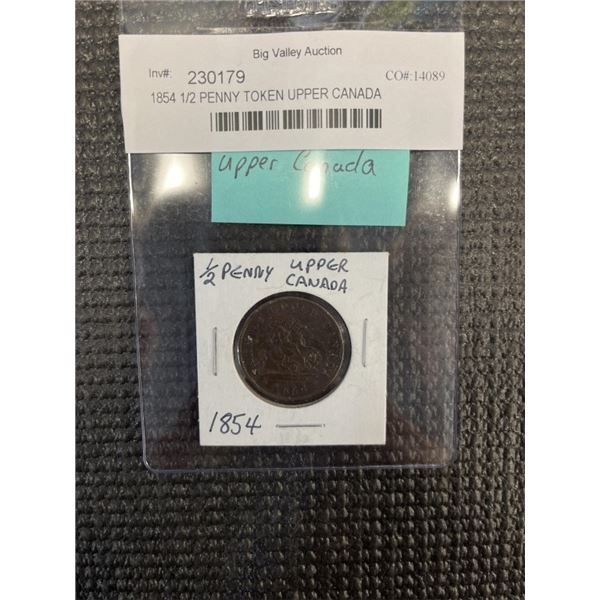 Big Valley Auction
Inv#: 230179 CO#:14089
1854 1/2 PENNY TOKEN UPPER CANADA
Upper Canada
1/2 PENNY UPPER
CANADA
1854